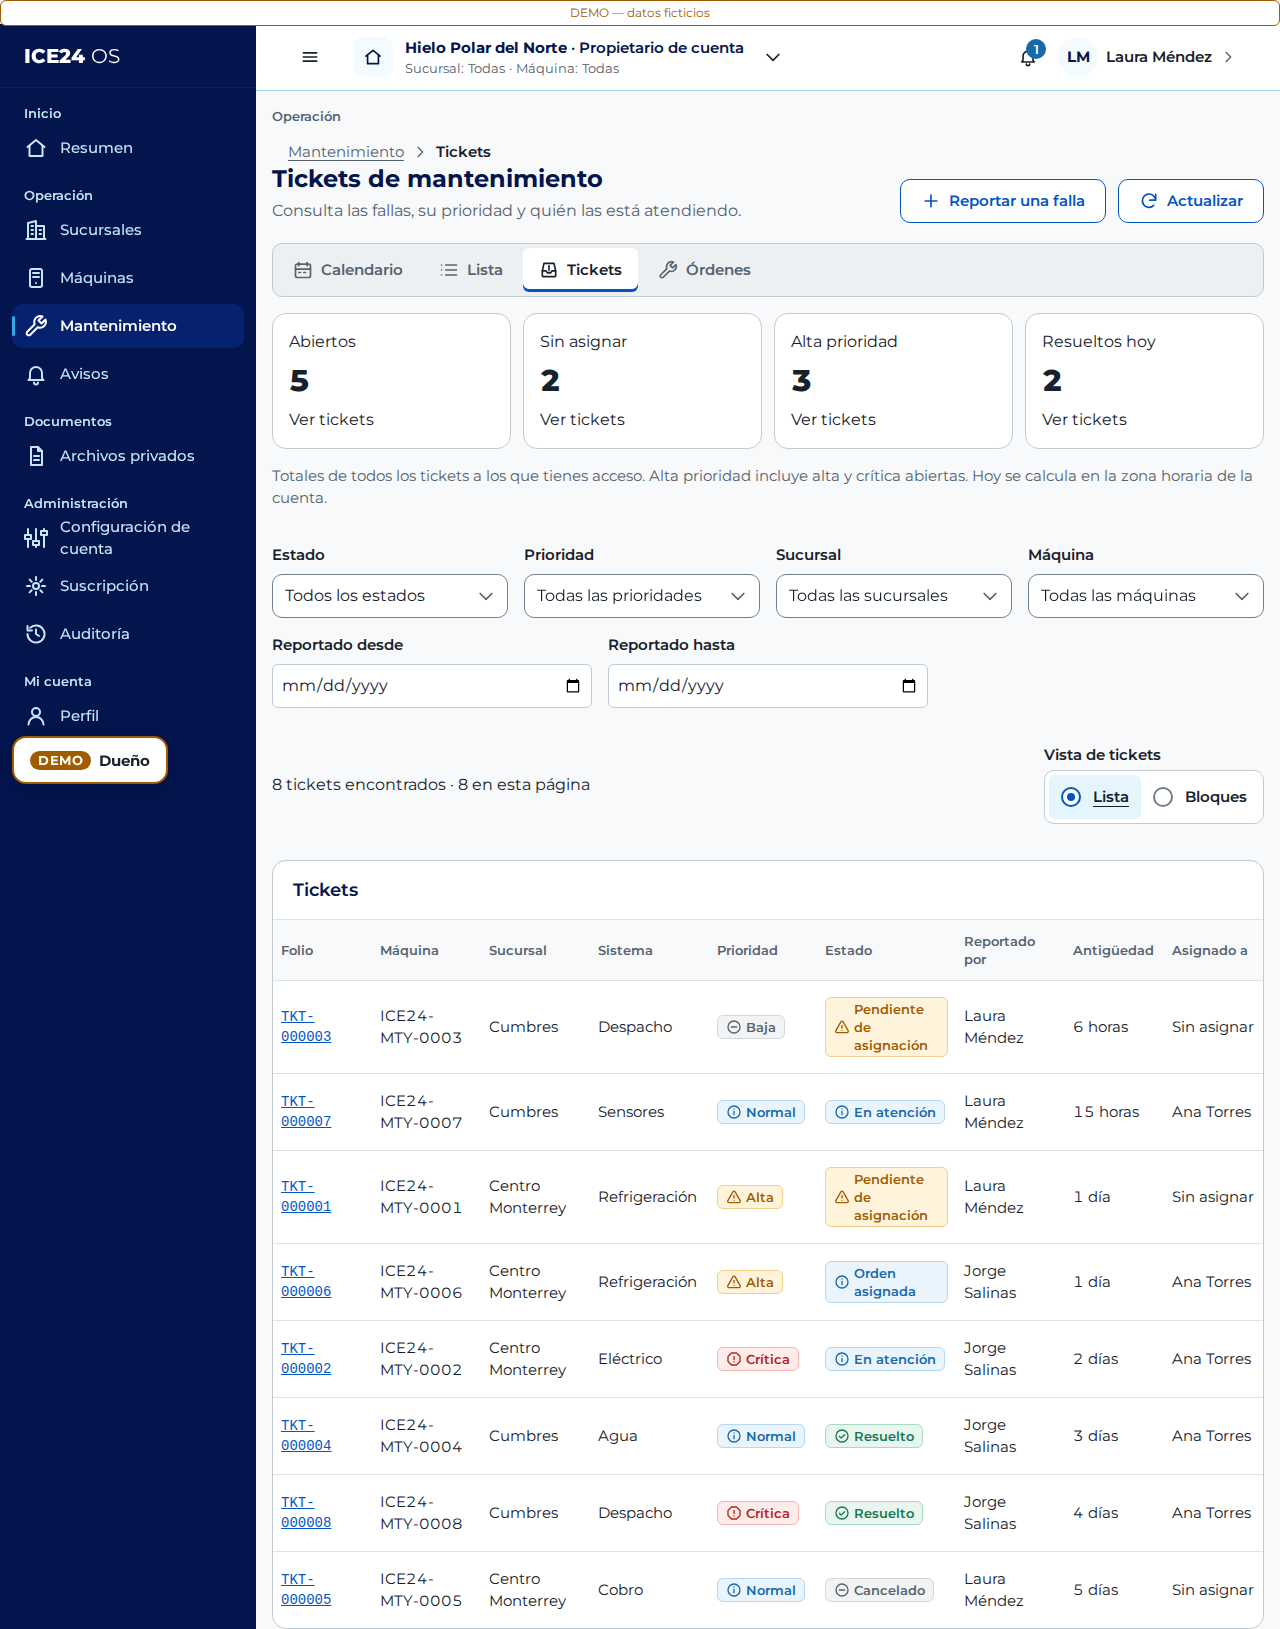 DEMO — datos ficticios
ICE24 OS
Inicio
Resumen
Operación
Sucursales
Máquinas
Mantenimiento
Avisos
Documentos
Archivos privados
Administración
Configuración de
cuenta
Suscripción
Auditoría
Mi cuenta
Perfil
DEMO Dueño
Hielo Polar del Norte · Propietario de cuenta
Sucursal: Todas · Máquina: Todas
1
LM Laura Méndez
Operación
Mantenimiento > Tickets
Tickets de mantenimiento
Consulta las fallas, su prioridad y quién las está atendiendo.
Reportar una falla
Actualizar
Calendario Lista Tickets Órdenes
Abiertos
5
Ver tickets
Sin asignar
2
Ver tickets
Alta prioridad
3
Ver tickets
Resueltos hoy
2
Ver tickets
Totales de todos los tickets a los que tienes acceso. Alta prioridad incluye alta y crítica abiertas. Hoy se calcula en la zona horaria de la
cuenta.
Estado Prioridad Sucursal Máquina
Todos los estados Todas las prioridades Todas las sucursales Todas las máquinas
Reportado desde Reportado hasta
mm/dd/yyyy mm/dd/yyyy
8 tickets encontrados · 8 en esta página
Vista de tickets
Lista Bloques
Tickets
Folio Máquina Sucursal Sistema Prioridad Estado Reportado por Antigüedad Asignado a
TKT-000003 ICE24-MTY-0003 Cumbres Despacho Baja Pendiente de asignación Laura Méndez 6 horas Sin asignar
TKT-000007 ICE24-MTY-0007 Cumbres Sensores Normal En atención Laura Méndez 15 horas Ana Torres
TKT-000001 ICE24-MTY-0001 Centro Monterrey Refrigeración Alta Pendiente de asignación Laura Méndez 1 día Sin asignar
TKT-000006 ICE24-MTY-0006 Centro Monterrey Refrigeración Alta Orden asignada Jorge Salinas 1 día Ana Torres
TKT-000002 ICE24-MTY-0002 Centro Monterrey Eléctrico Crítica En atención Jorge Salinas 2 días Ana Torres
TKT-000004 ICE24-MTY-0004 Cumbres Agua Normal Resuelto Jorge Salinas 3 días Ana Torres
TKT-000008 ICE24-MTY-0008 Cumbres Despacho Crítica Resuelto Jorge Salinas 4 días Ana Torres
TKT-000005 ICE24-MTY-0005 Centro Monterrey Cobro Normal Cancelado Laura Méndez 5 días Sin asignar